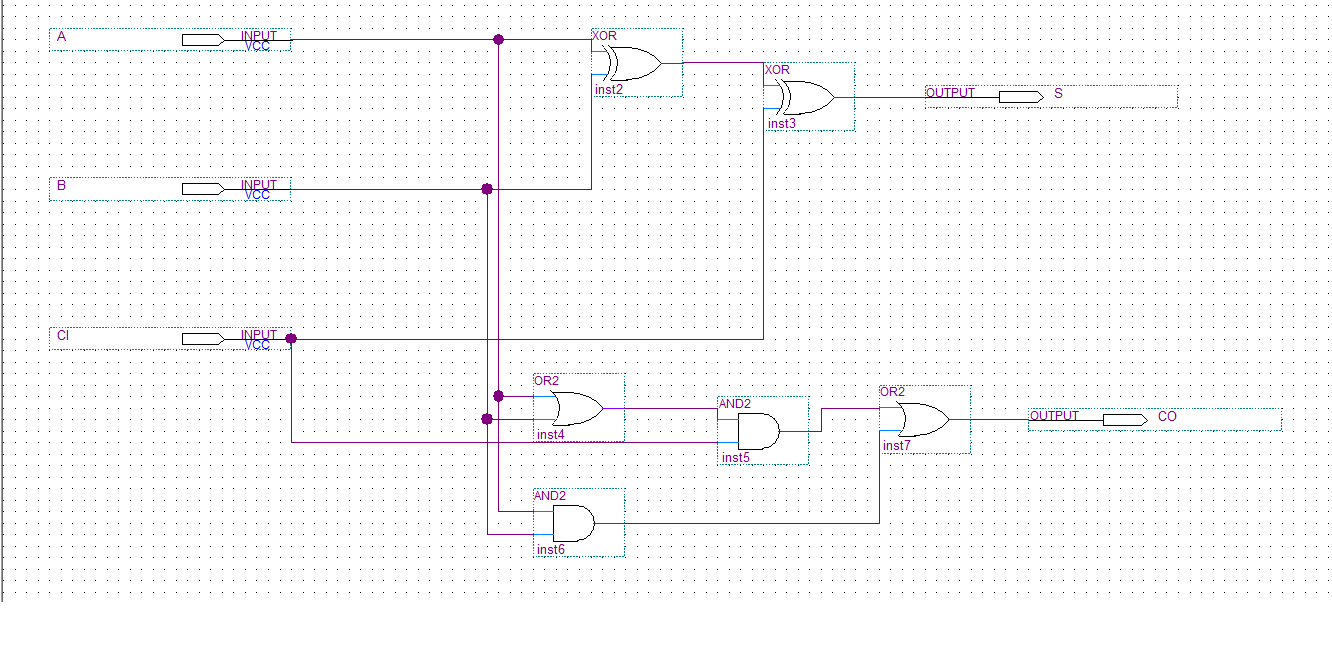 A
INPUT
VCC
XOR
inst2
XOR
inst3
OUTPUT
S
B
INPUT
VCC
CI
INPUT
VCC
OR2
inst4
AND2
inst5
OR2
inst7
OUTPUT
CO
AND2
inst6